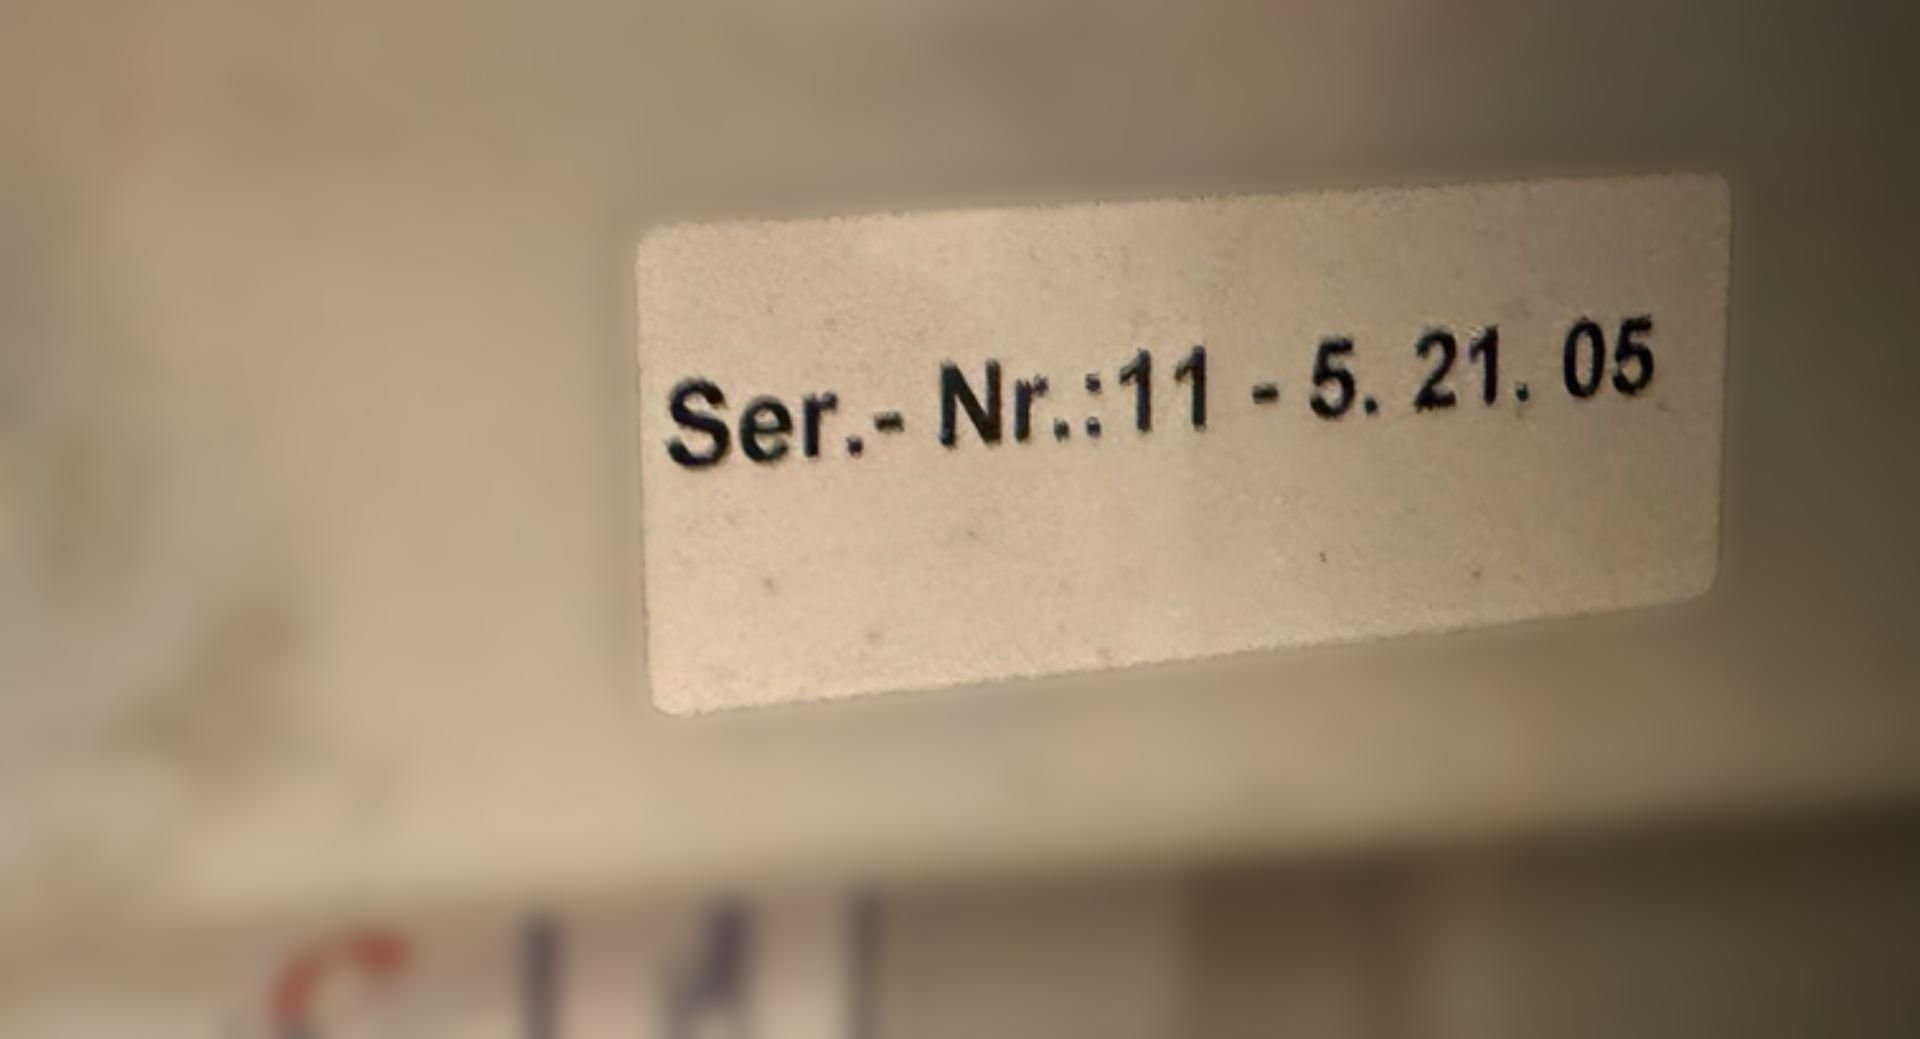 Ser.- Nr.:11 - 5. 21. 05